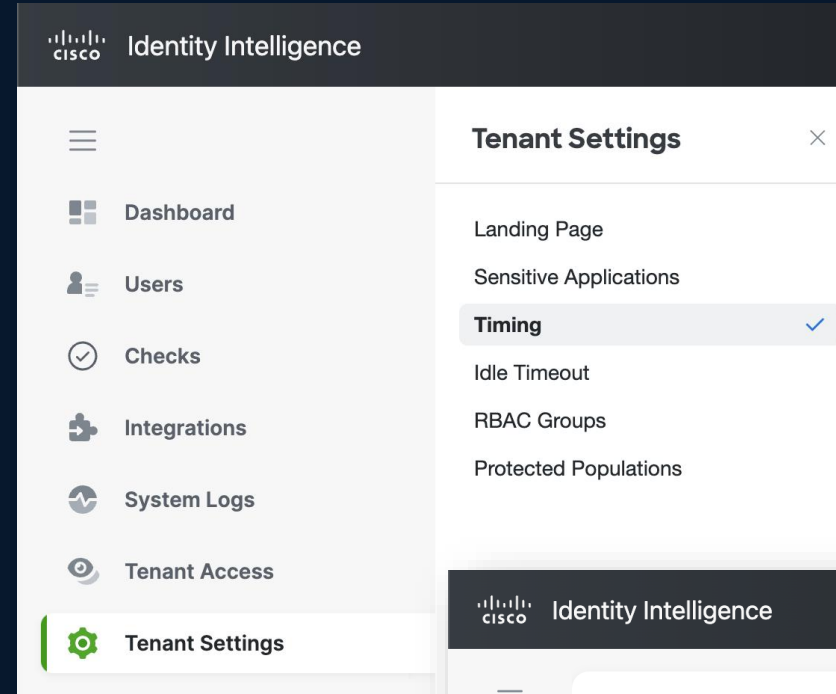 CISCO Identity Intelligence
Dashboard
Users
Checks
Integrations
System Logs
Tenant Access
Tenant Settings
Tenant Settings
Landing Page
Sensitive Applications
Timing
Idle Timeout
RBAC Groups
Protected Populations
CISCO Identity Intelligence